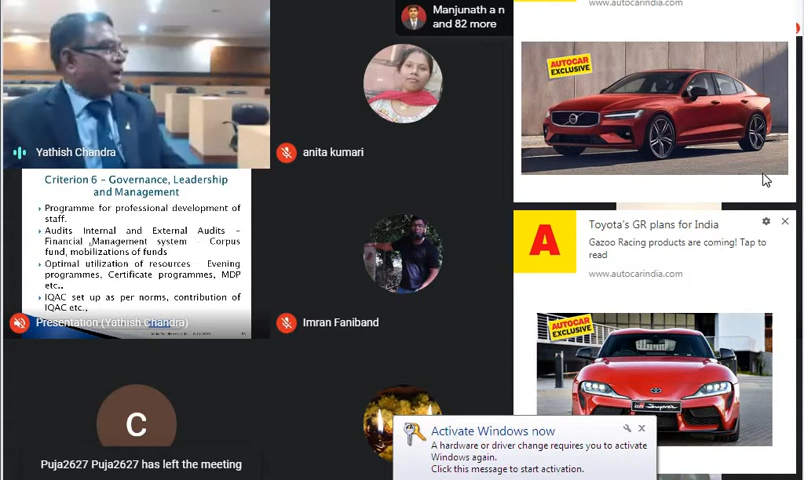 Manjunath a n
and 82 more
www.autocarindia.com
AUTOCAR
EXCLUSIVE
Yathish Chandra
anita kumari
Criterion 6 – Governance, Leadership
and Management
Programme for professional development of
staff.
Audits Internal and External Audits –
Financial Management system – Corpus
fund, mobilizations of funds
Optimal utilization of resources – Evening
programmes, Certificate programmes, MDP
etc..
IQAC set up as per norms, contribution of
IQAC etc.,
Presentation (Yathish Chandra)
Imran Faniband
A
Toyota's GR plans for India
Gazoo Racing products are coming! Tap to
read
www.autocarindia.com
AUTOCAR
EXCLUSIVE
GR Supra
C
Puja2627 Puja2627 has left the meeting
Activate Windows now
A hardware or driver change requires you to activate
Windows again.
Click this message to start activation.